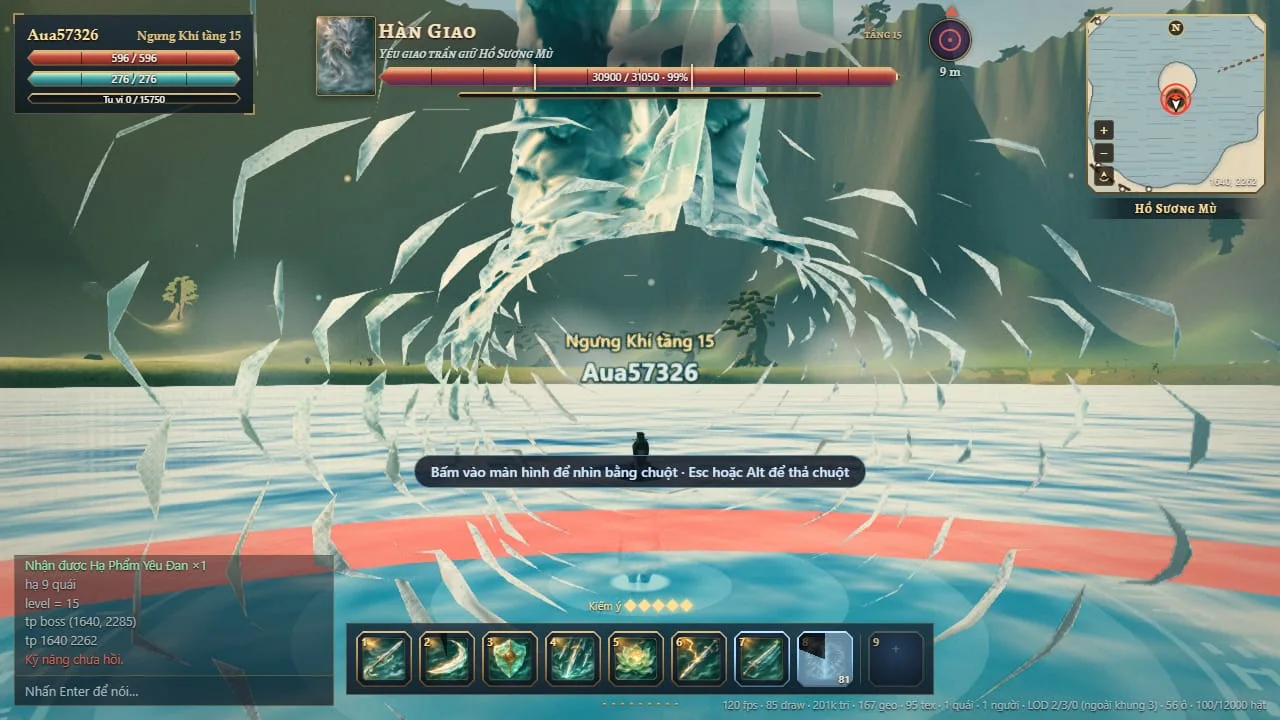 Aua57326
Ngưng Khí tầng 15
596 / 596
276 / 276
Tu vi 0 / 15750
Hàn Giao
Yêu giao trấn giữ Hồ Sương Mù
TẦNG 15
30900 / 31050 · 99%
9 m
N
+
−
1640, 2262
Hồ Sương Mù
Ngưng Khí tầng 15
Aua57326
Bấm vào màn hình để nhìn bằng chuột · Esc hoặc Alt để thả chuột
Nhận được Hạ Phẩm Yêu Đan ×1
hạ 9 quái
level = 15
tp boss (1640, 2285)
tp 1640 2262
Kỹ năng chưa hồi.
Nhấn Enter để nói...
Kiếm ý
1 2 3 4 5 6 7 8 9
81
+
120 fps · 85 draw · 201k tri · 167 geo · 95 tex · 1 quái · 1 người · LOD 2/3/0 (ngoài khung 3) · 56 ô · 100/12000 hạt